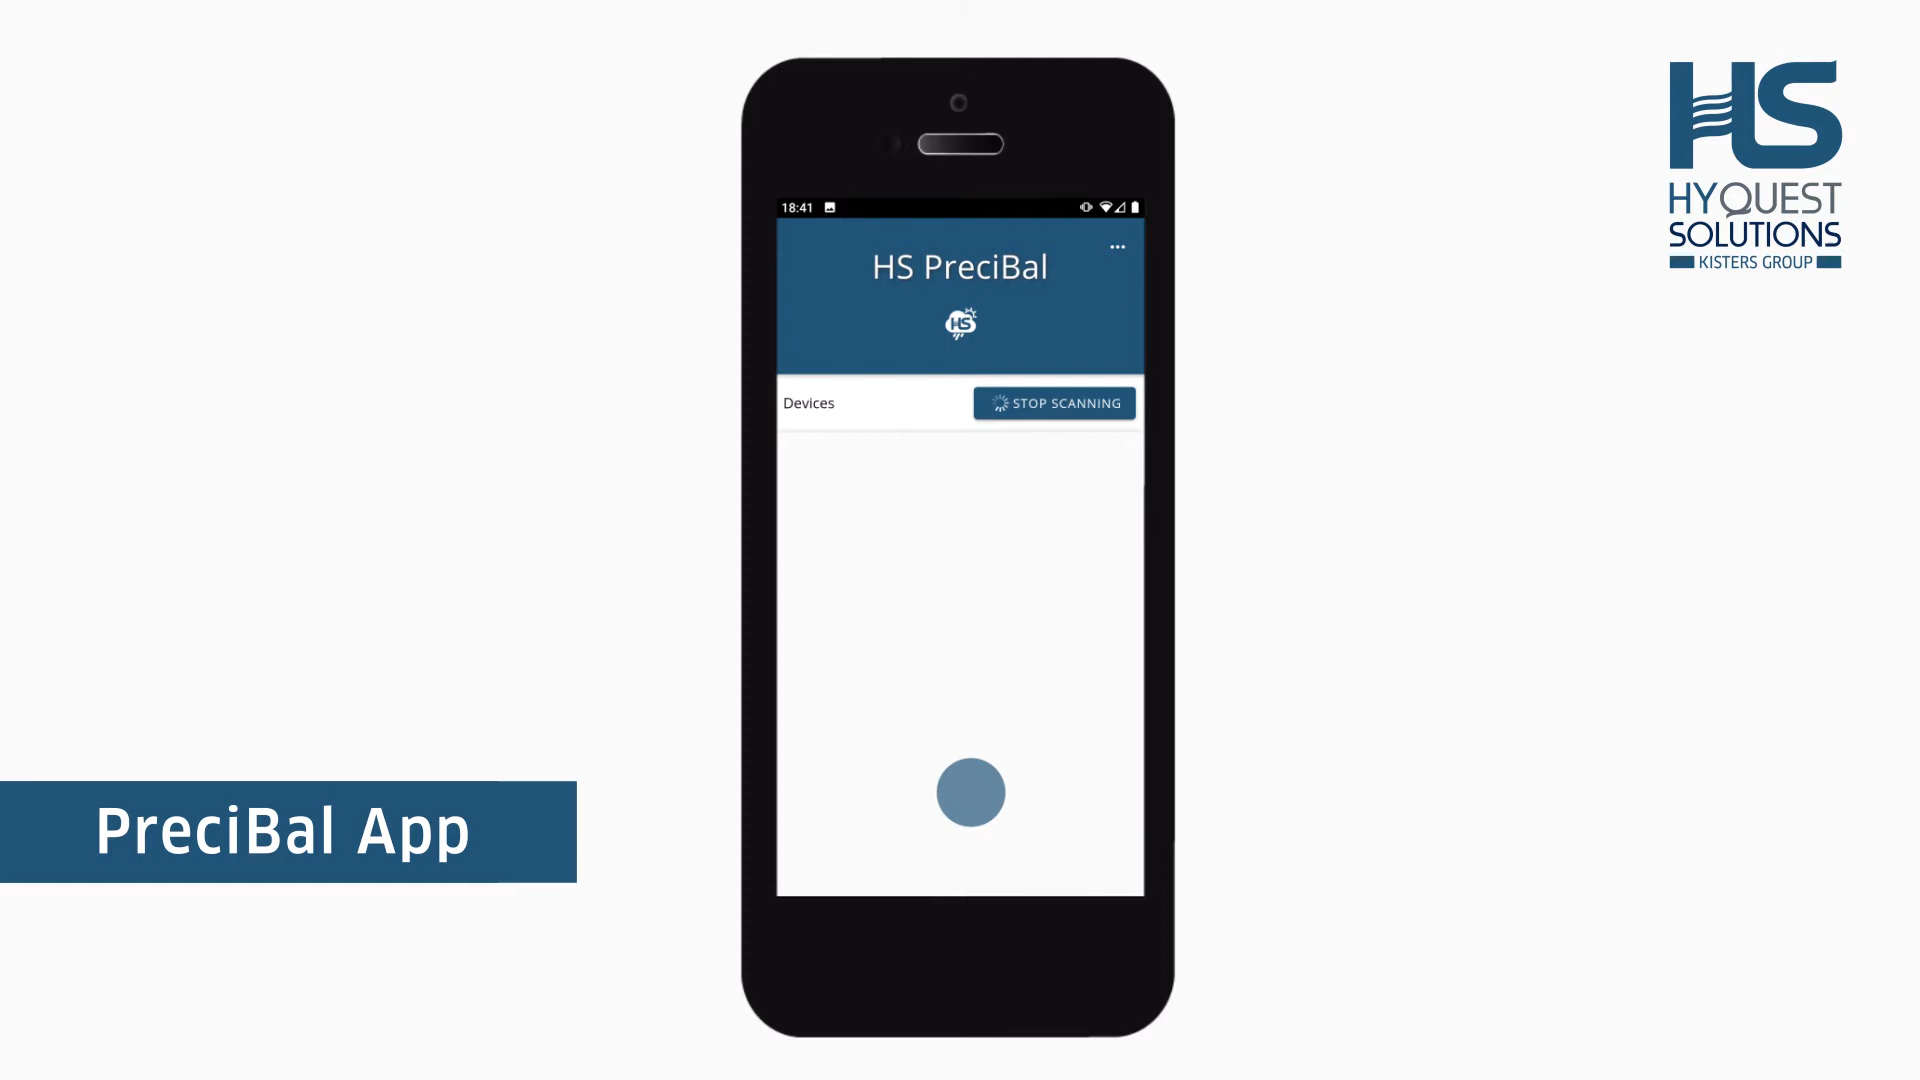 HS
HYQUEST
SOLUTIONS
KISTERS GROUP
18:41
HS PreciBal
HS
Devices
STOP SCANNING
PreciBal App